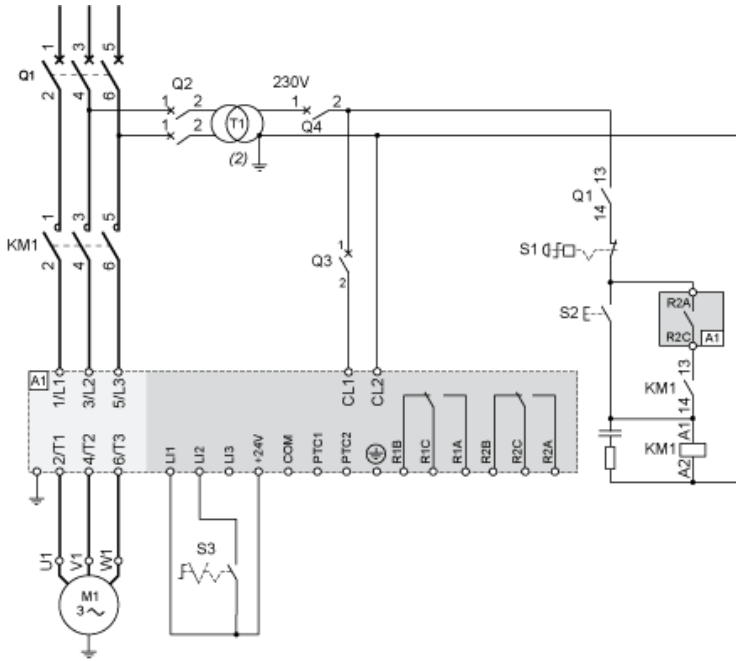 1 3 5
Q1
2 4 6
Q2
1 2
1 2
T1
(2)
230V
1 2
Q4
13
Q1
14
1 3 5
KM1
2 4 6
1
Q3
2
S1
S2
R2A
R2C A1
13
KM1
14
A1
KM1
A2
A1
1/L1 3/L2 5/L3
CL1 CL2
2/T1 4/T2 6/T3
LI1 LI2 LI3 +24V COM PTC1 PTC2 R1B R1C R1A R2B R2C R2A
S3
U1 V1 W1
M1
3